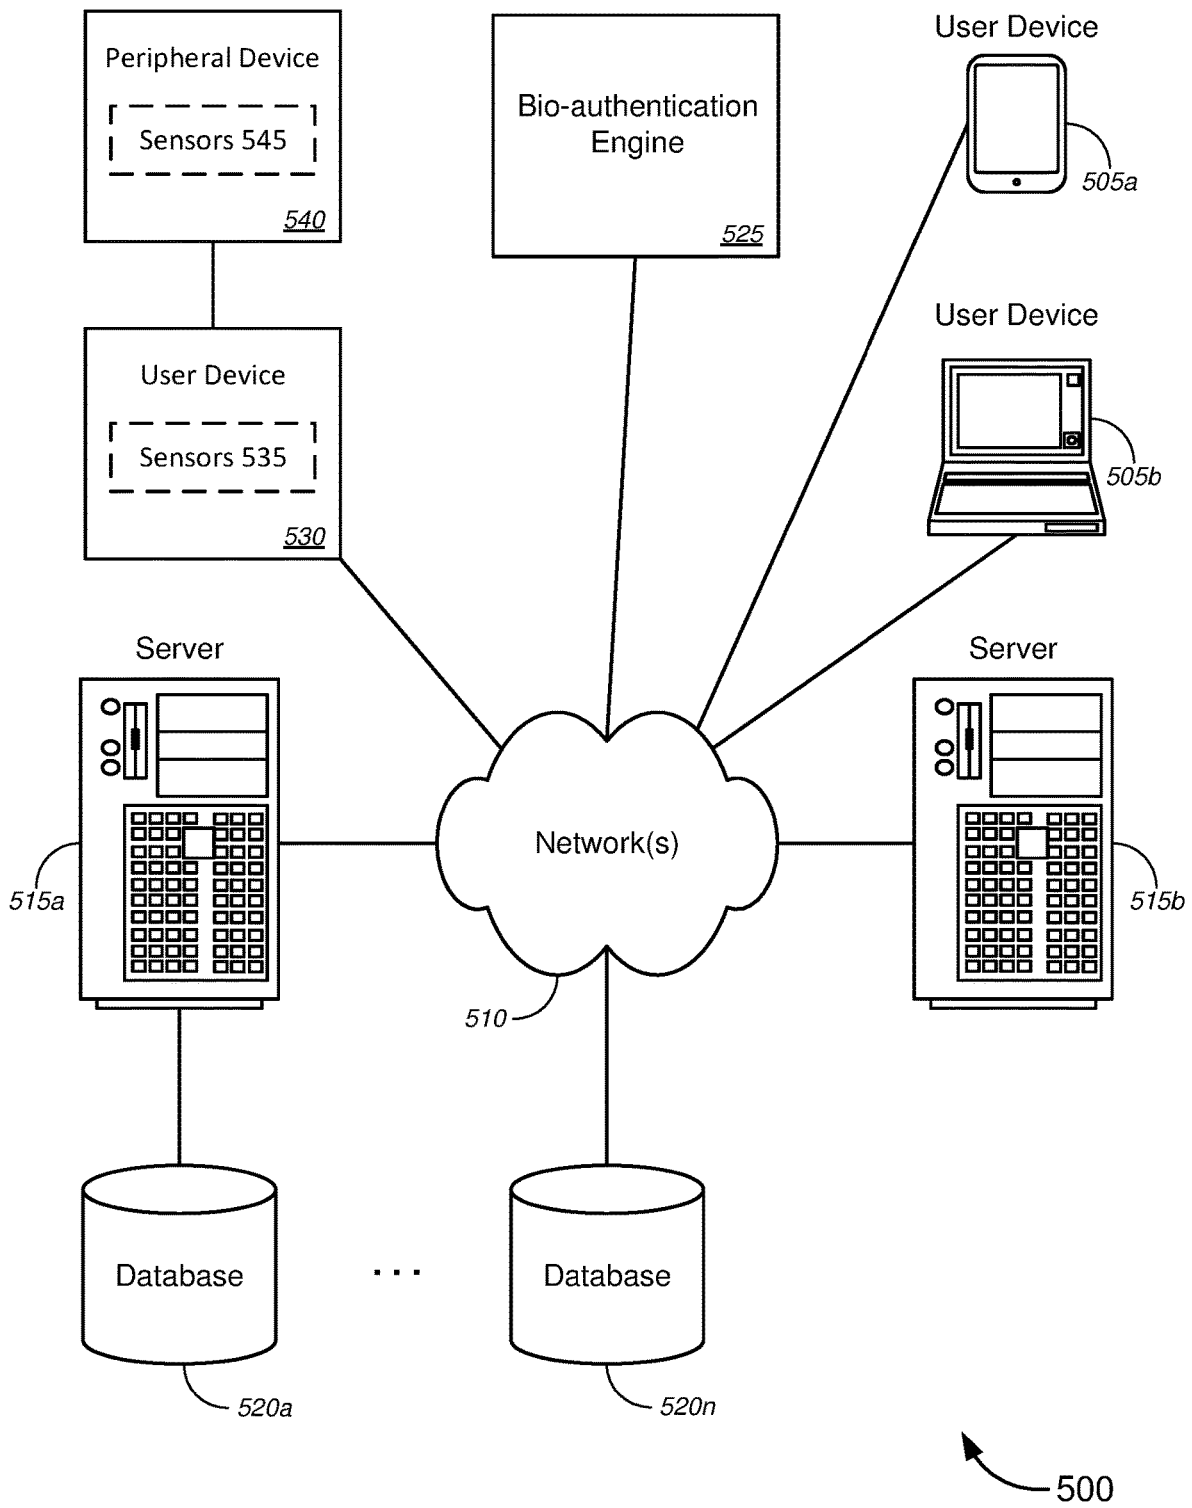 Peripheral Device
Sensors 545
540
Bio-authentication
Engine
525
User Device
505a
User Device
Sensors 535
530
User Device
505b
Server
515a
Network(s)
510
Server
515b
Database
520a
...
Database
520n
500